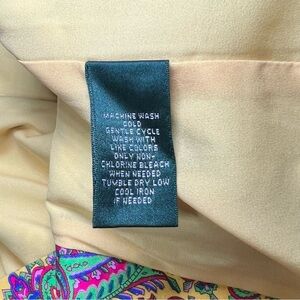 MACHINE WASH
COLD
GENTLE CYCLE
WASH WITH
LIKE COLORS
ONLY NON-
CHLORINE BLEACH
WHEN NEEDED
TUMBLE DRY LOW
COOL IRON
IF NEEDED